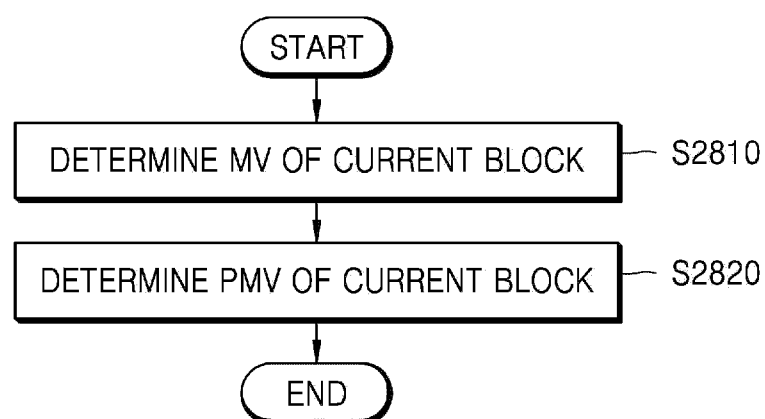 START
DETERMINE MV OF CURRENT BLOCK
S2810
DETERMINE PMV OF CURRENT BLOCK
S2820
END